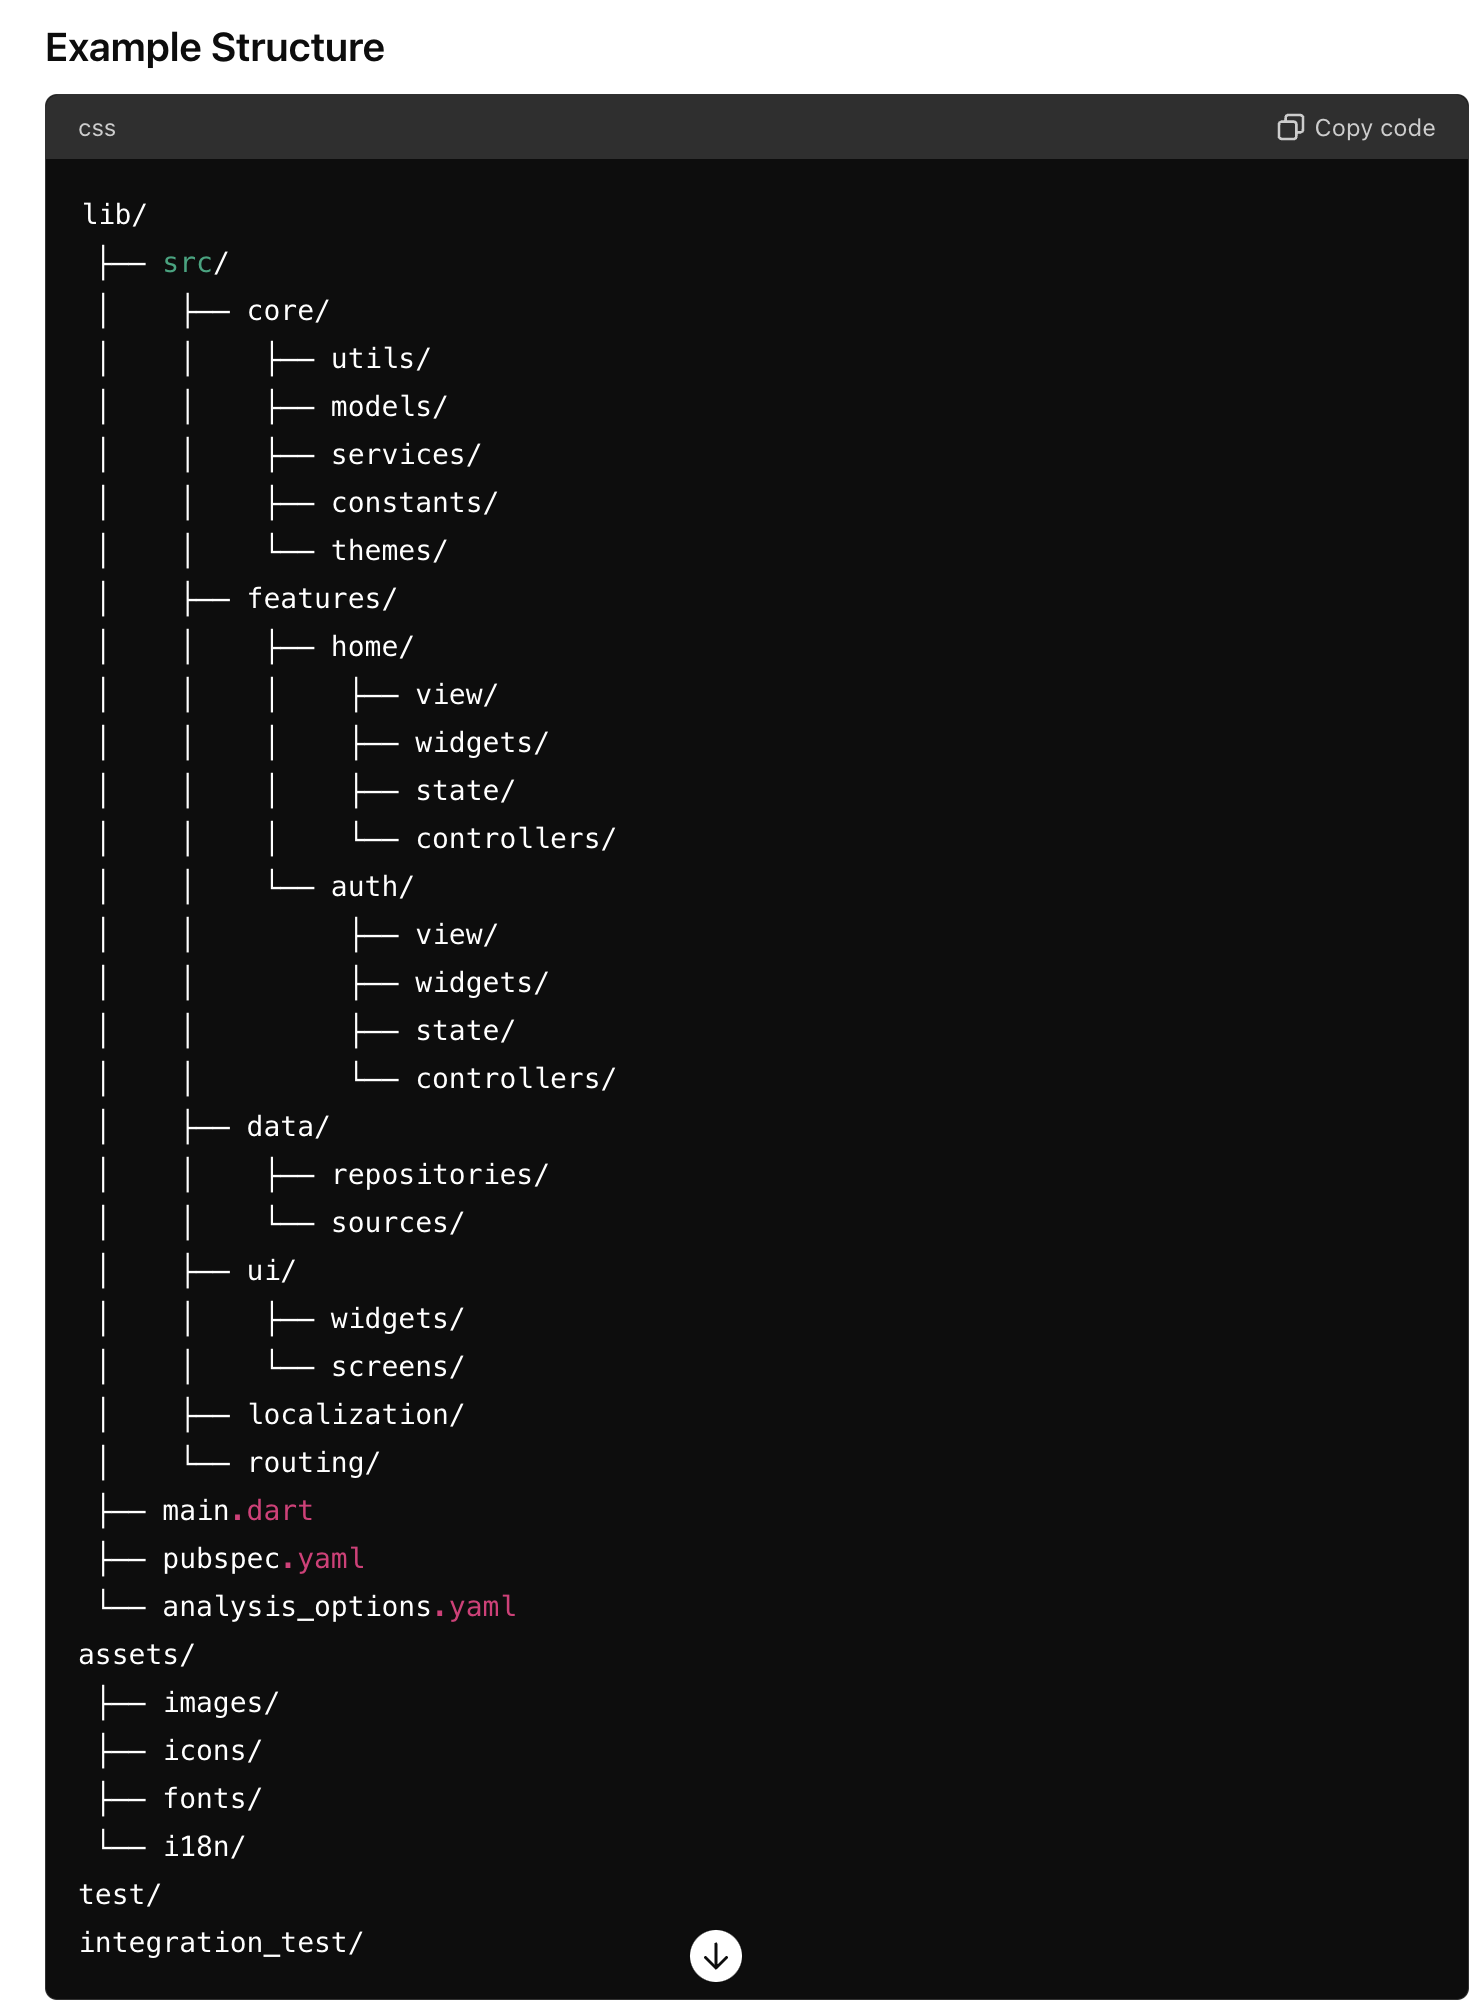 Example Structure
css
Copy code
lib/
├── src/
│    ├── core/
│    │    ├── utils/
│    │    ├── models/
│    │    ├── services/
│    │    ├── constants/
│    │    └── themes/
│    ├── features/
│    │    ├── home/
│    │    │    ├── view/
│    │    │    ├── widgets/
│    │    │    ├── state/
│    │    │    └── controllers/
│    │    └── auth/
│    │         ├── view/
│    │         ├── widgets/
│    │         ├── state/
│    │         └── controllers/
│    ├── data/
│    │    ├── repositories/
│    │    └── sources/
│    ├── ui/
│    │    ├── widgets/
│    │    └── screens/
│    ├── localization/
│    └── routing/
├── main.dart
├── pubspec.yaml
└── analysis_options.yaml
assets/
├── images/
├── icons/
├── fonts/
└── i18n/
test/
integration_test/